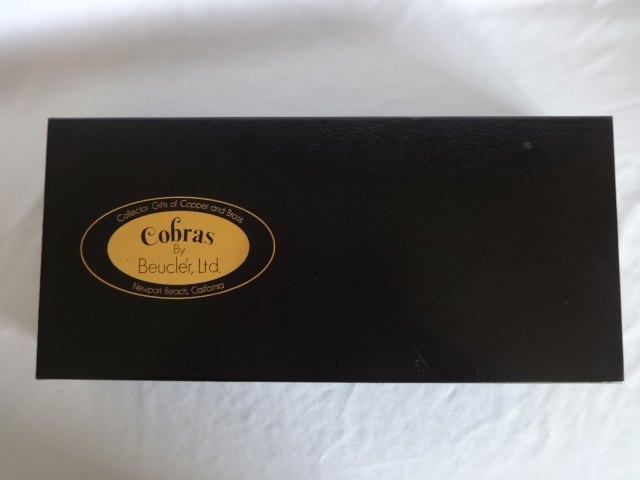 Collector Gifts of Copper and Brass
Cobras
By
Beucler, Ltd.
Newport Beach, California